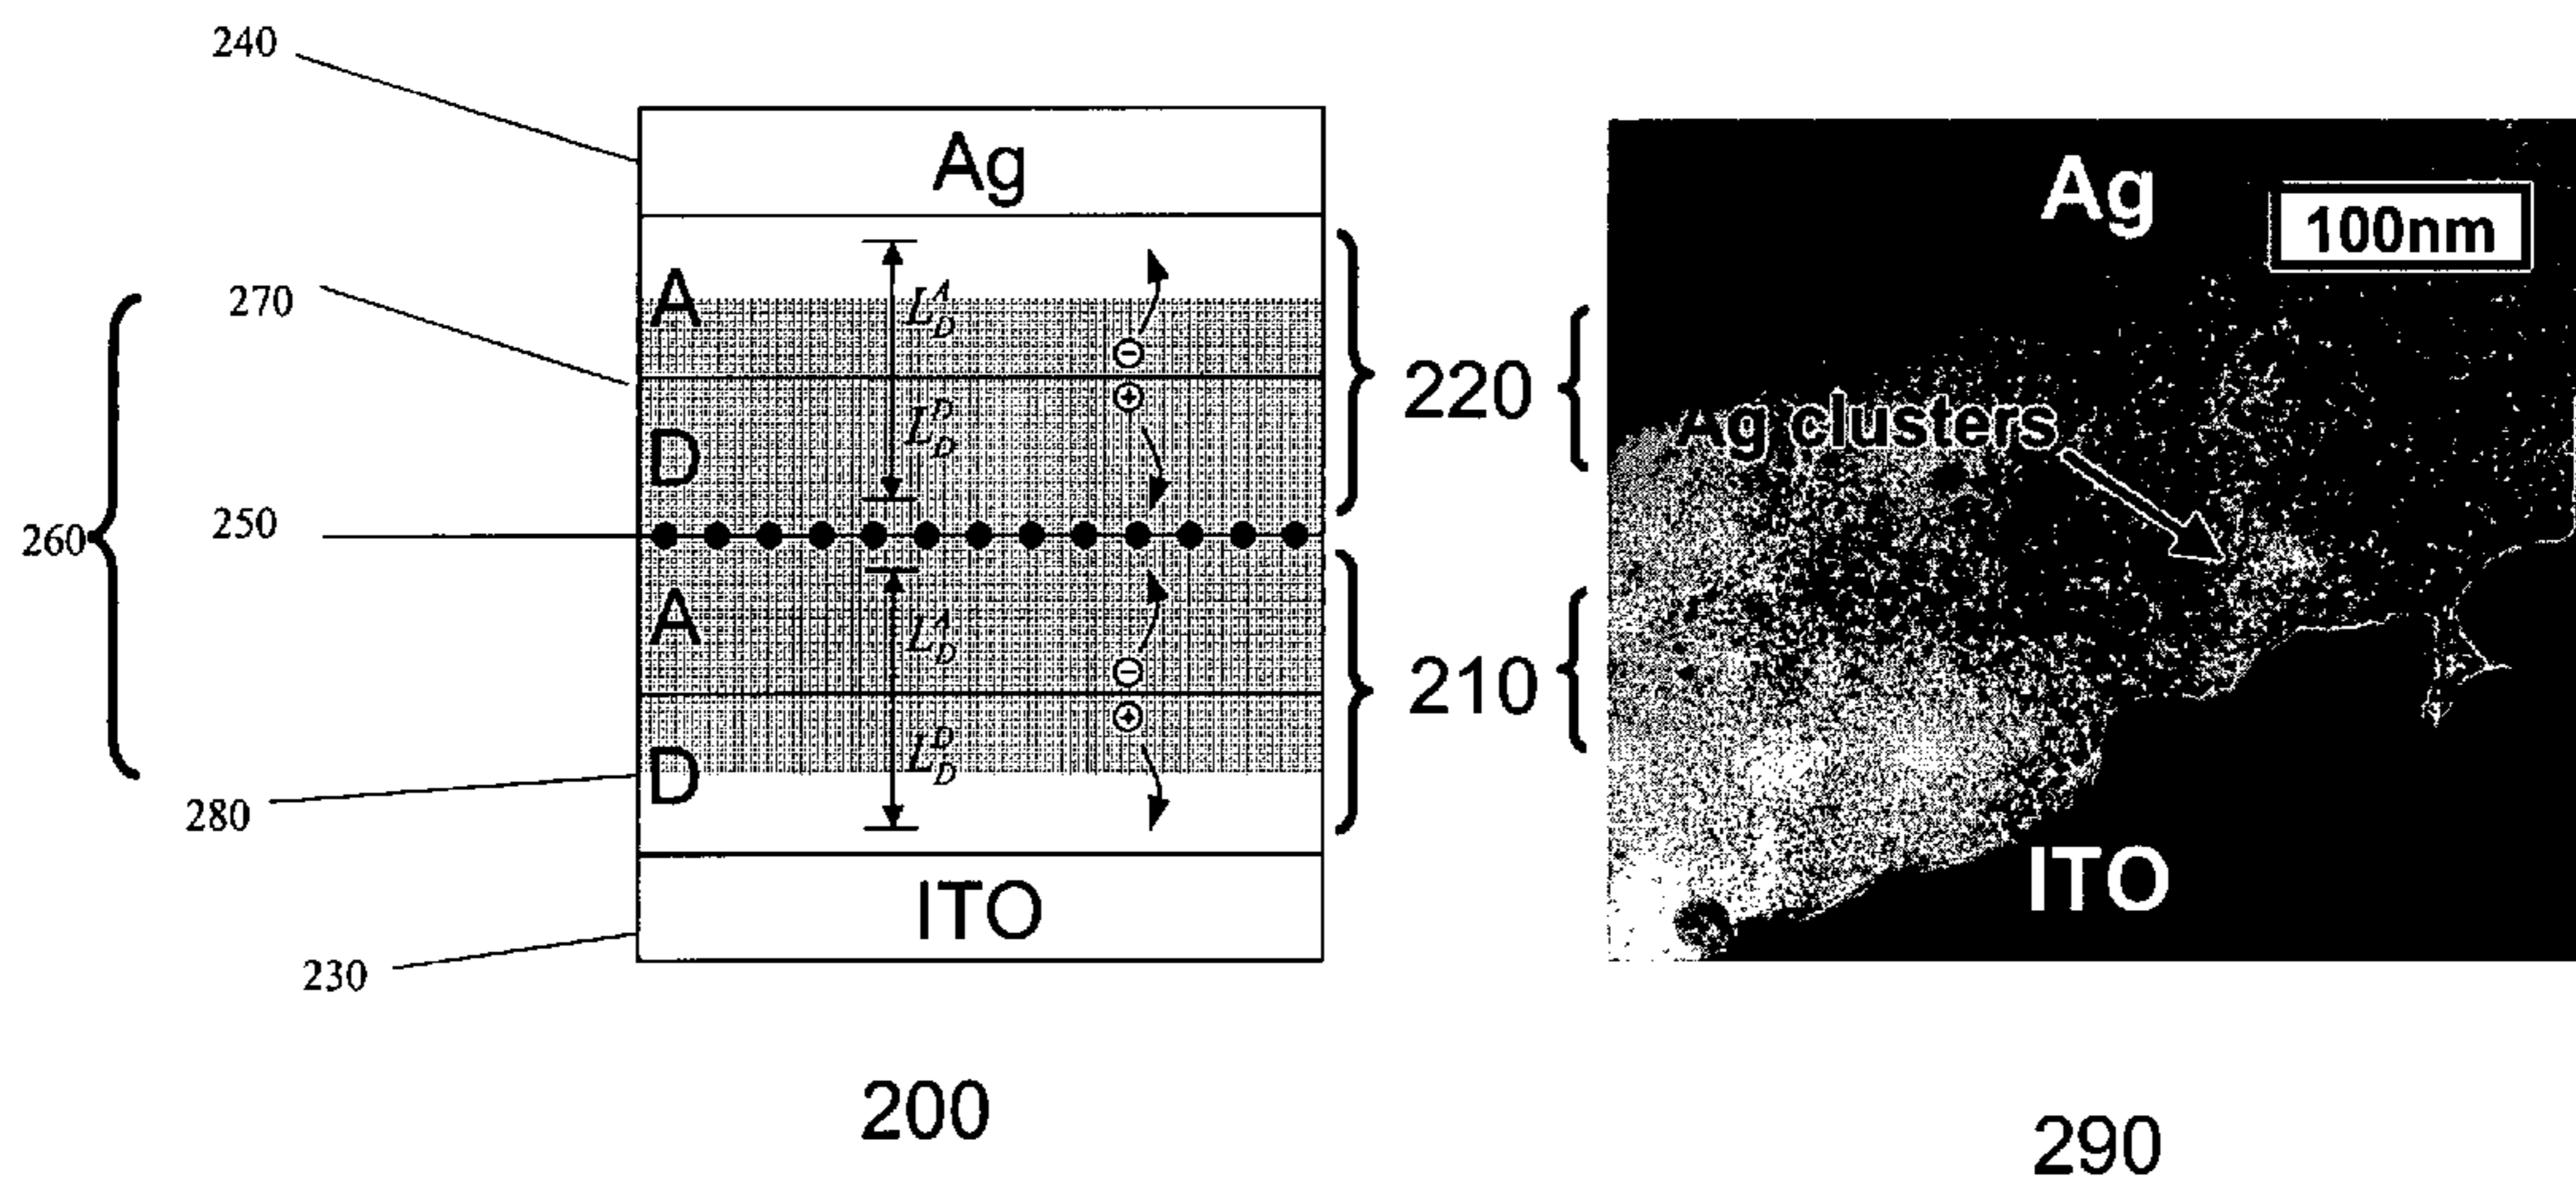 240
Ag
Ag
100nm
270
A
L_D^A
220
Ag clusters
D
L_D^D
250
260
A
L_D^A
210
D
L_D^D
280
ITO
ITO
230
200
290